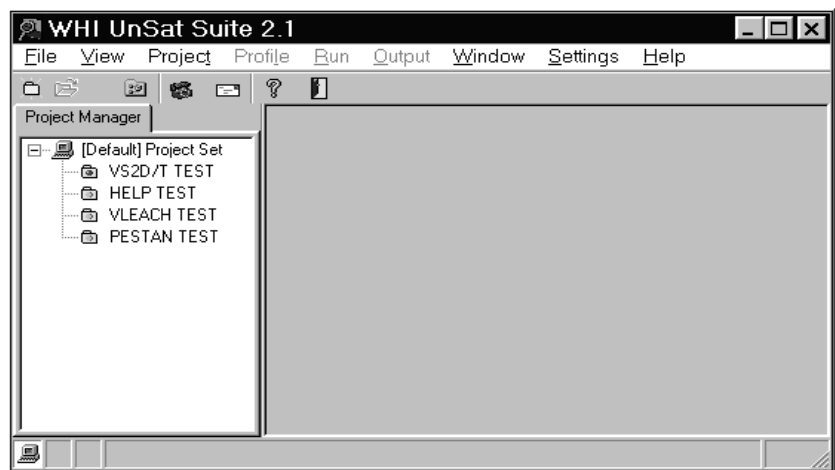 WHI UnSat Suite 2.1
File View Project Profile Run Output Window Settings Help
Project Manager
[Default] Project Set
VS2D/T TEST
HELP TEST
VLEACH TEST
PESTAN TEST